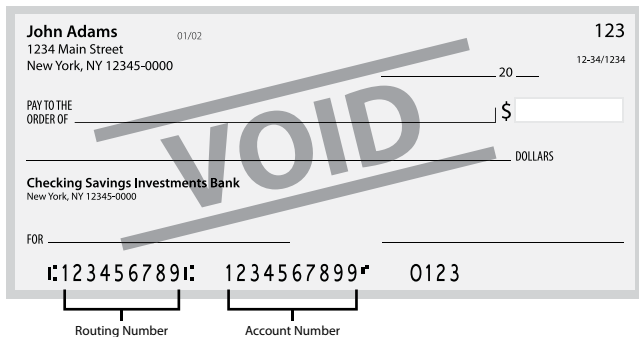 John Adams 01/02 123
1234 Main Street
New York, NY 12345-0000 12-34/1234
20
PAY TO THE
ORDER OF $
DOLLARS
VOID
Checking Savings Investments Bank
New York, NY 12345-0000
FOR
⑆123456789⑆12345678​99⑈ 0123
Routing Number Account Number